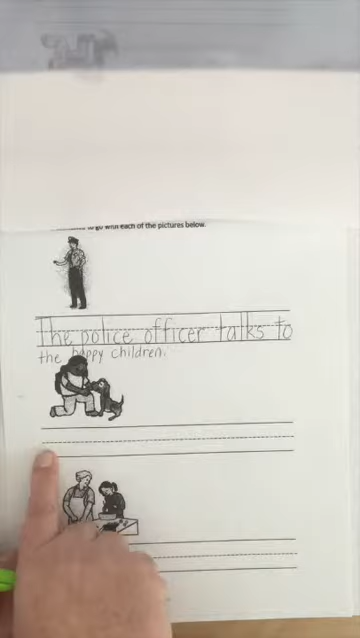 to go with each of the pictures below.
The police officer talks to
the happy children.